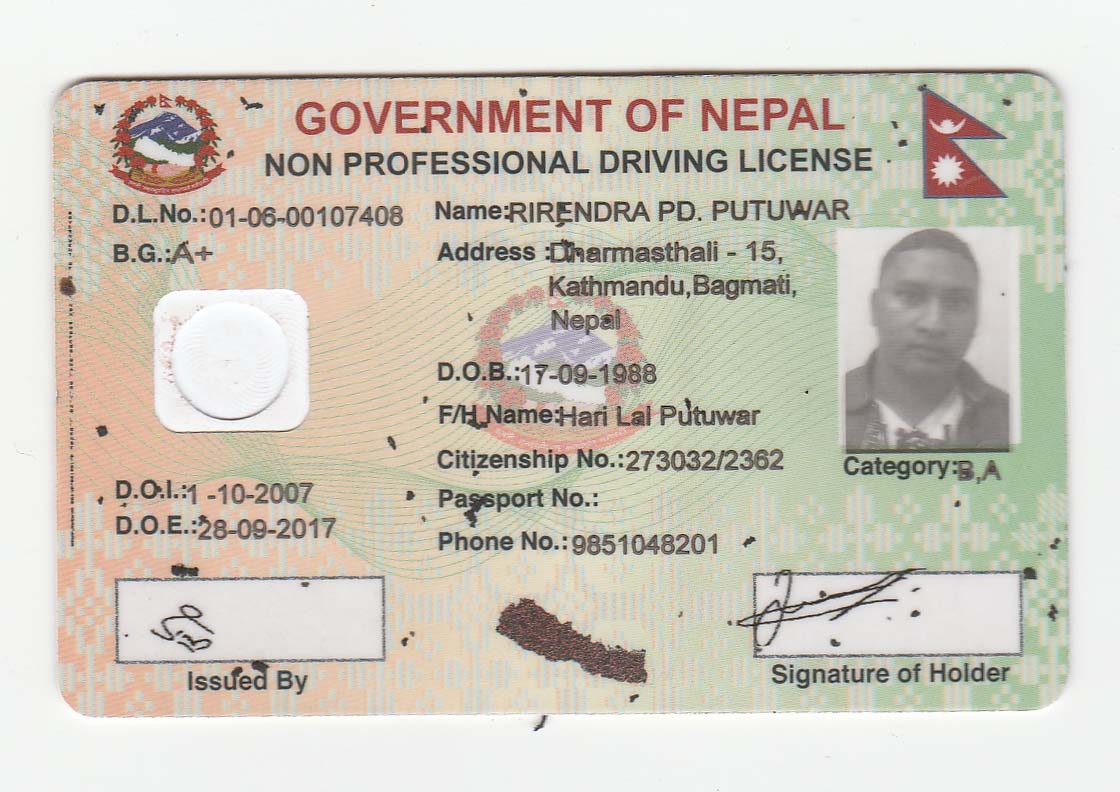 GOVERNMENT OF NEPAL
NON PROFESSIONAL DRIVING LICENSE
D.L.No.:01-06-00107408
Name:RIRENDRA PD. PUTUWAR
B.G.:A+
Address :Dharmasthali - 15,
Kathmandu,Bagmati,
Nepal
D.O.B.:17-09-1988
F/H Name:Hari Lal Putuwar
Citizenship No.:273032/2362
Category:B,A
D.O.I.:1 -10-2007
Passport No.:
D.O.E.:28-09-2017
Phone No.:9851048201
Issued By
Signature of Holder